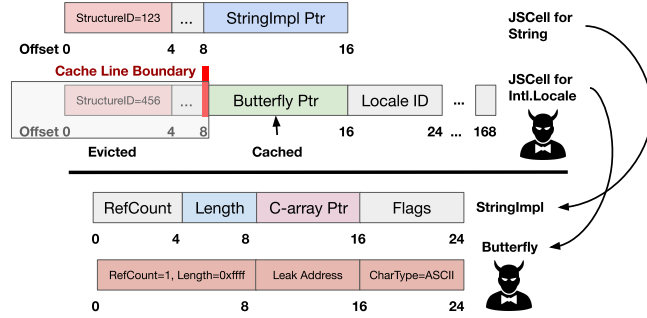 StructureID=123 ... StringImpl Ptr
JSCell for
String
Offset 0 4 8 16
Cache Line Boundary
StructureID=456 ... Butterfly Ptr Locale ID ...
JSCell for
Intl.Locale
Offset 0 4 8 16 24 ... 168
Evicted Cached
RefCount Length C-array Ptr Flags StringImpl
0 4 8 16 24
Butterfly
RefCount=1, Length=0xffff Leak Address CharType=ASCII
0 8 16 24